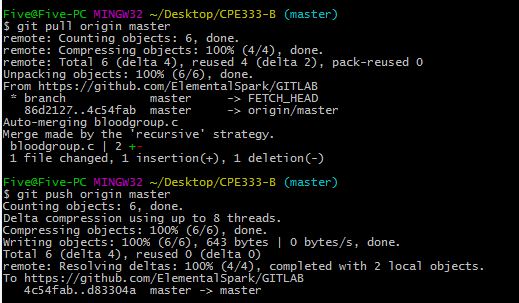 Five@Five-PC MINGW32 ~/Desktop/CPE333-B (master)
$ git pull origin master
remote: Counting objects: 6, done.
remote: Compressing objects: 100% (4/4), done.
remote: Total 6 (delta 4), reused 4 (delta 2), pack-reused 0
Unpacking objects: 100% (6/6), done.
From https://github.com/ElementalSpark/GITLAB
 * branch            master     -> FETCH_HEAD
   86d2127..4c54fab  master     -> origin/master
Auto-merging bloodgroup.c
Merge made by the 'recursive' strategy.
 bloodgroup.c | 2 +-
 1 file changed, 1 insertion(+), 1 deletion(-)
Five@Five-PC MINGW32 ~/Desktop/CPE333-B (master)
$ git push origin master
Counting objects: 6, done.
Delta compression using up to 8 threads.
Compressing objects: 100% (6/6), done.
Writing objects: 100% (6/6), 643 bytes | 0 bytes/s, done.
Total 6 (delta 4), reused 0 (delta 0)
remote: Resolving deltas: 100% (4/4), completed with 2 local objects.
To https://github.com/ElementalSpark/GITLAB
   4c54fab..d83304a  master -> master